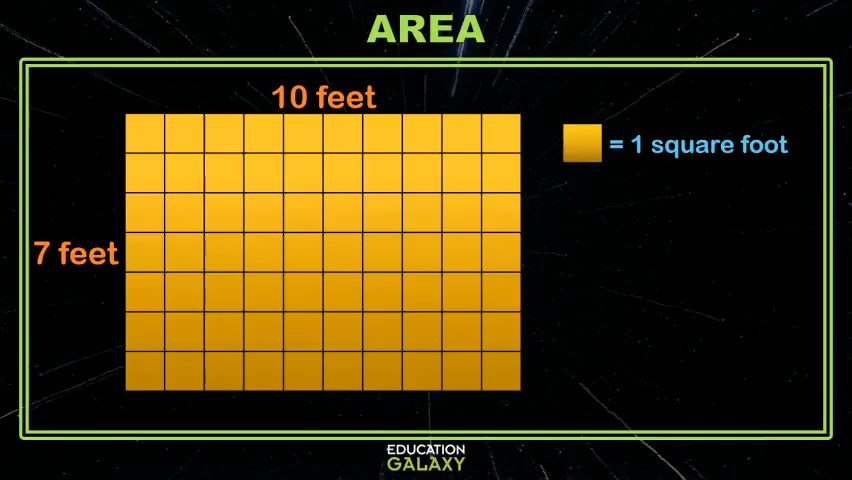 AREA
10 feet
= 1 square foot
7 feet
EDUCATION
GALAXY